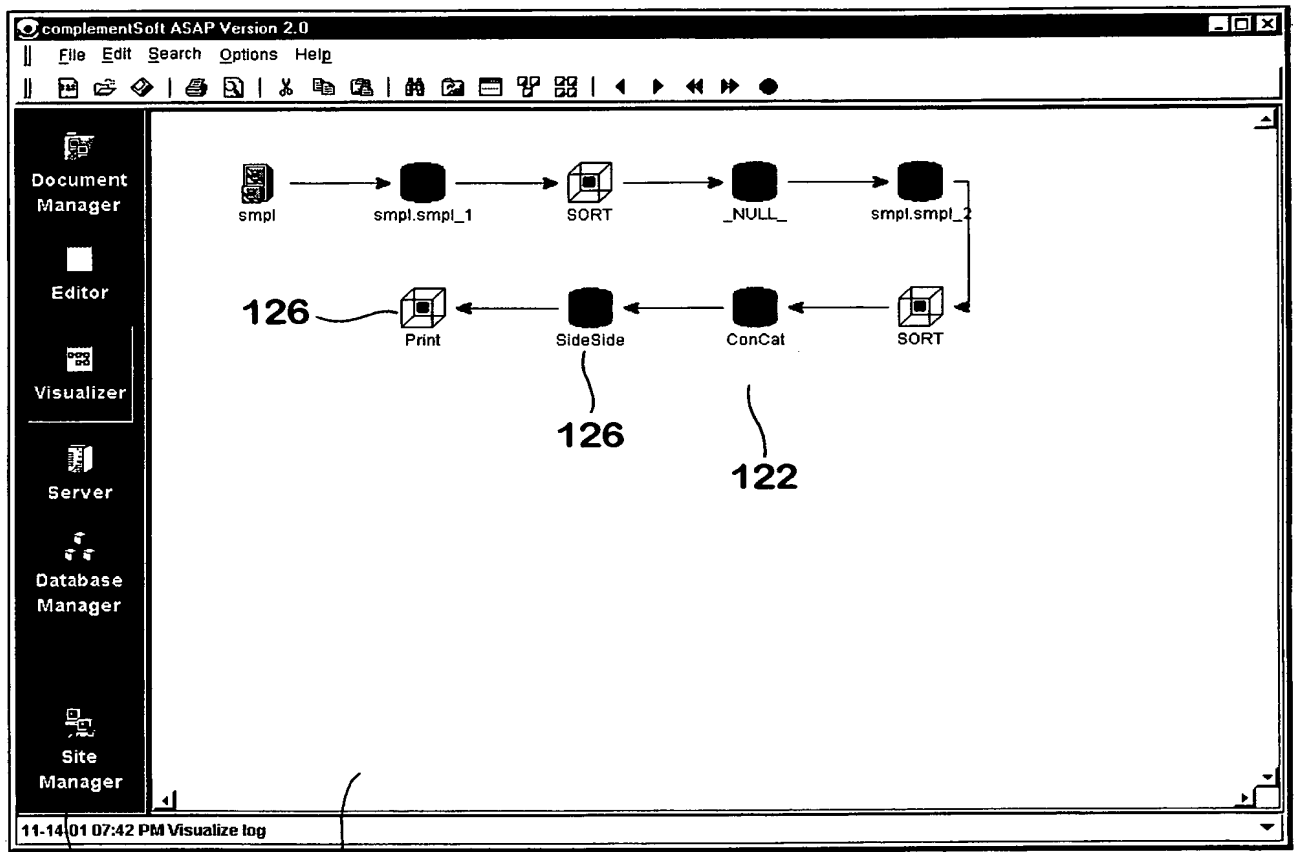 complementSoft ASAP Version 2.0
File Edit Search Options Help
Document
Manager
Editor
Visualizer
Server
Database
Manager
Site
Manager
smpl smpl.smpl_1 SORT _NULL_ smpl.smpl_2
126 Print SideSide ConCat SORT
126
122
11-14-01 07:42 PM Visualize log